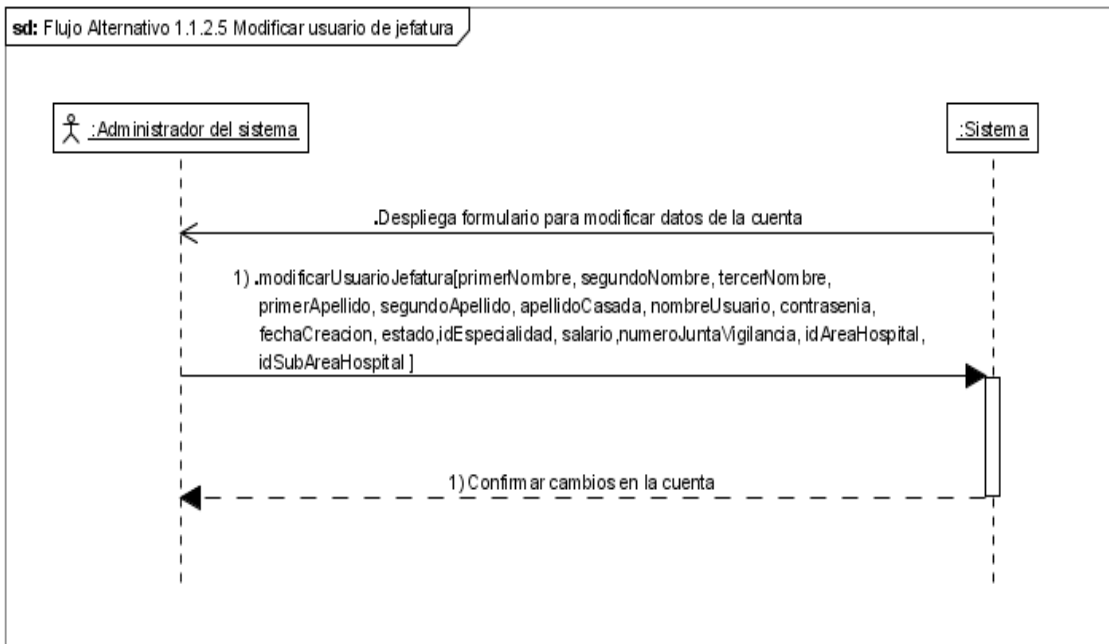 sd: Flujo Alternativo 1.1.2.5 Modificar usuario de jefatura
:Administrador del sistema
:Sistema
.Despliega formulario para modificar datos de la cuenta
1) .modificarUsuarioJefatura[primerNombre, segundoNombre, tercerNombre,
primerApellido, segundoApellido, apellidoCasada, nombreUsuario, contrasenia,
fechaCreacion, estado,idEspecialidad, salario,numeroJuntaVigilancia, idAreaHospital,
idSubAreaHospital ]
1) Confirmar cambios en la cuenta